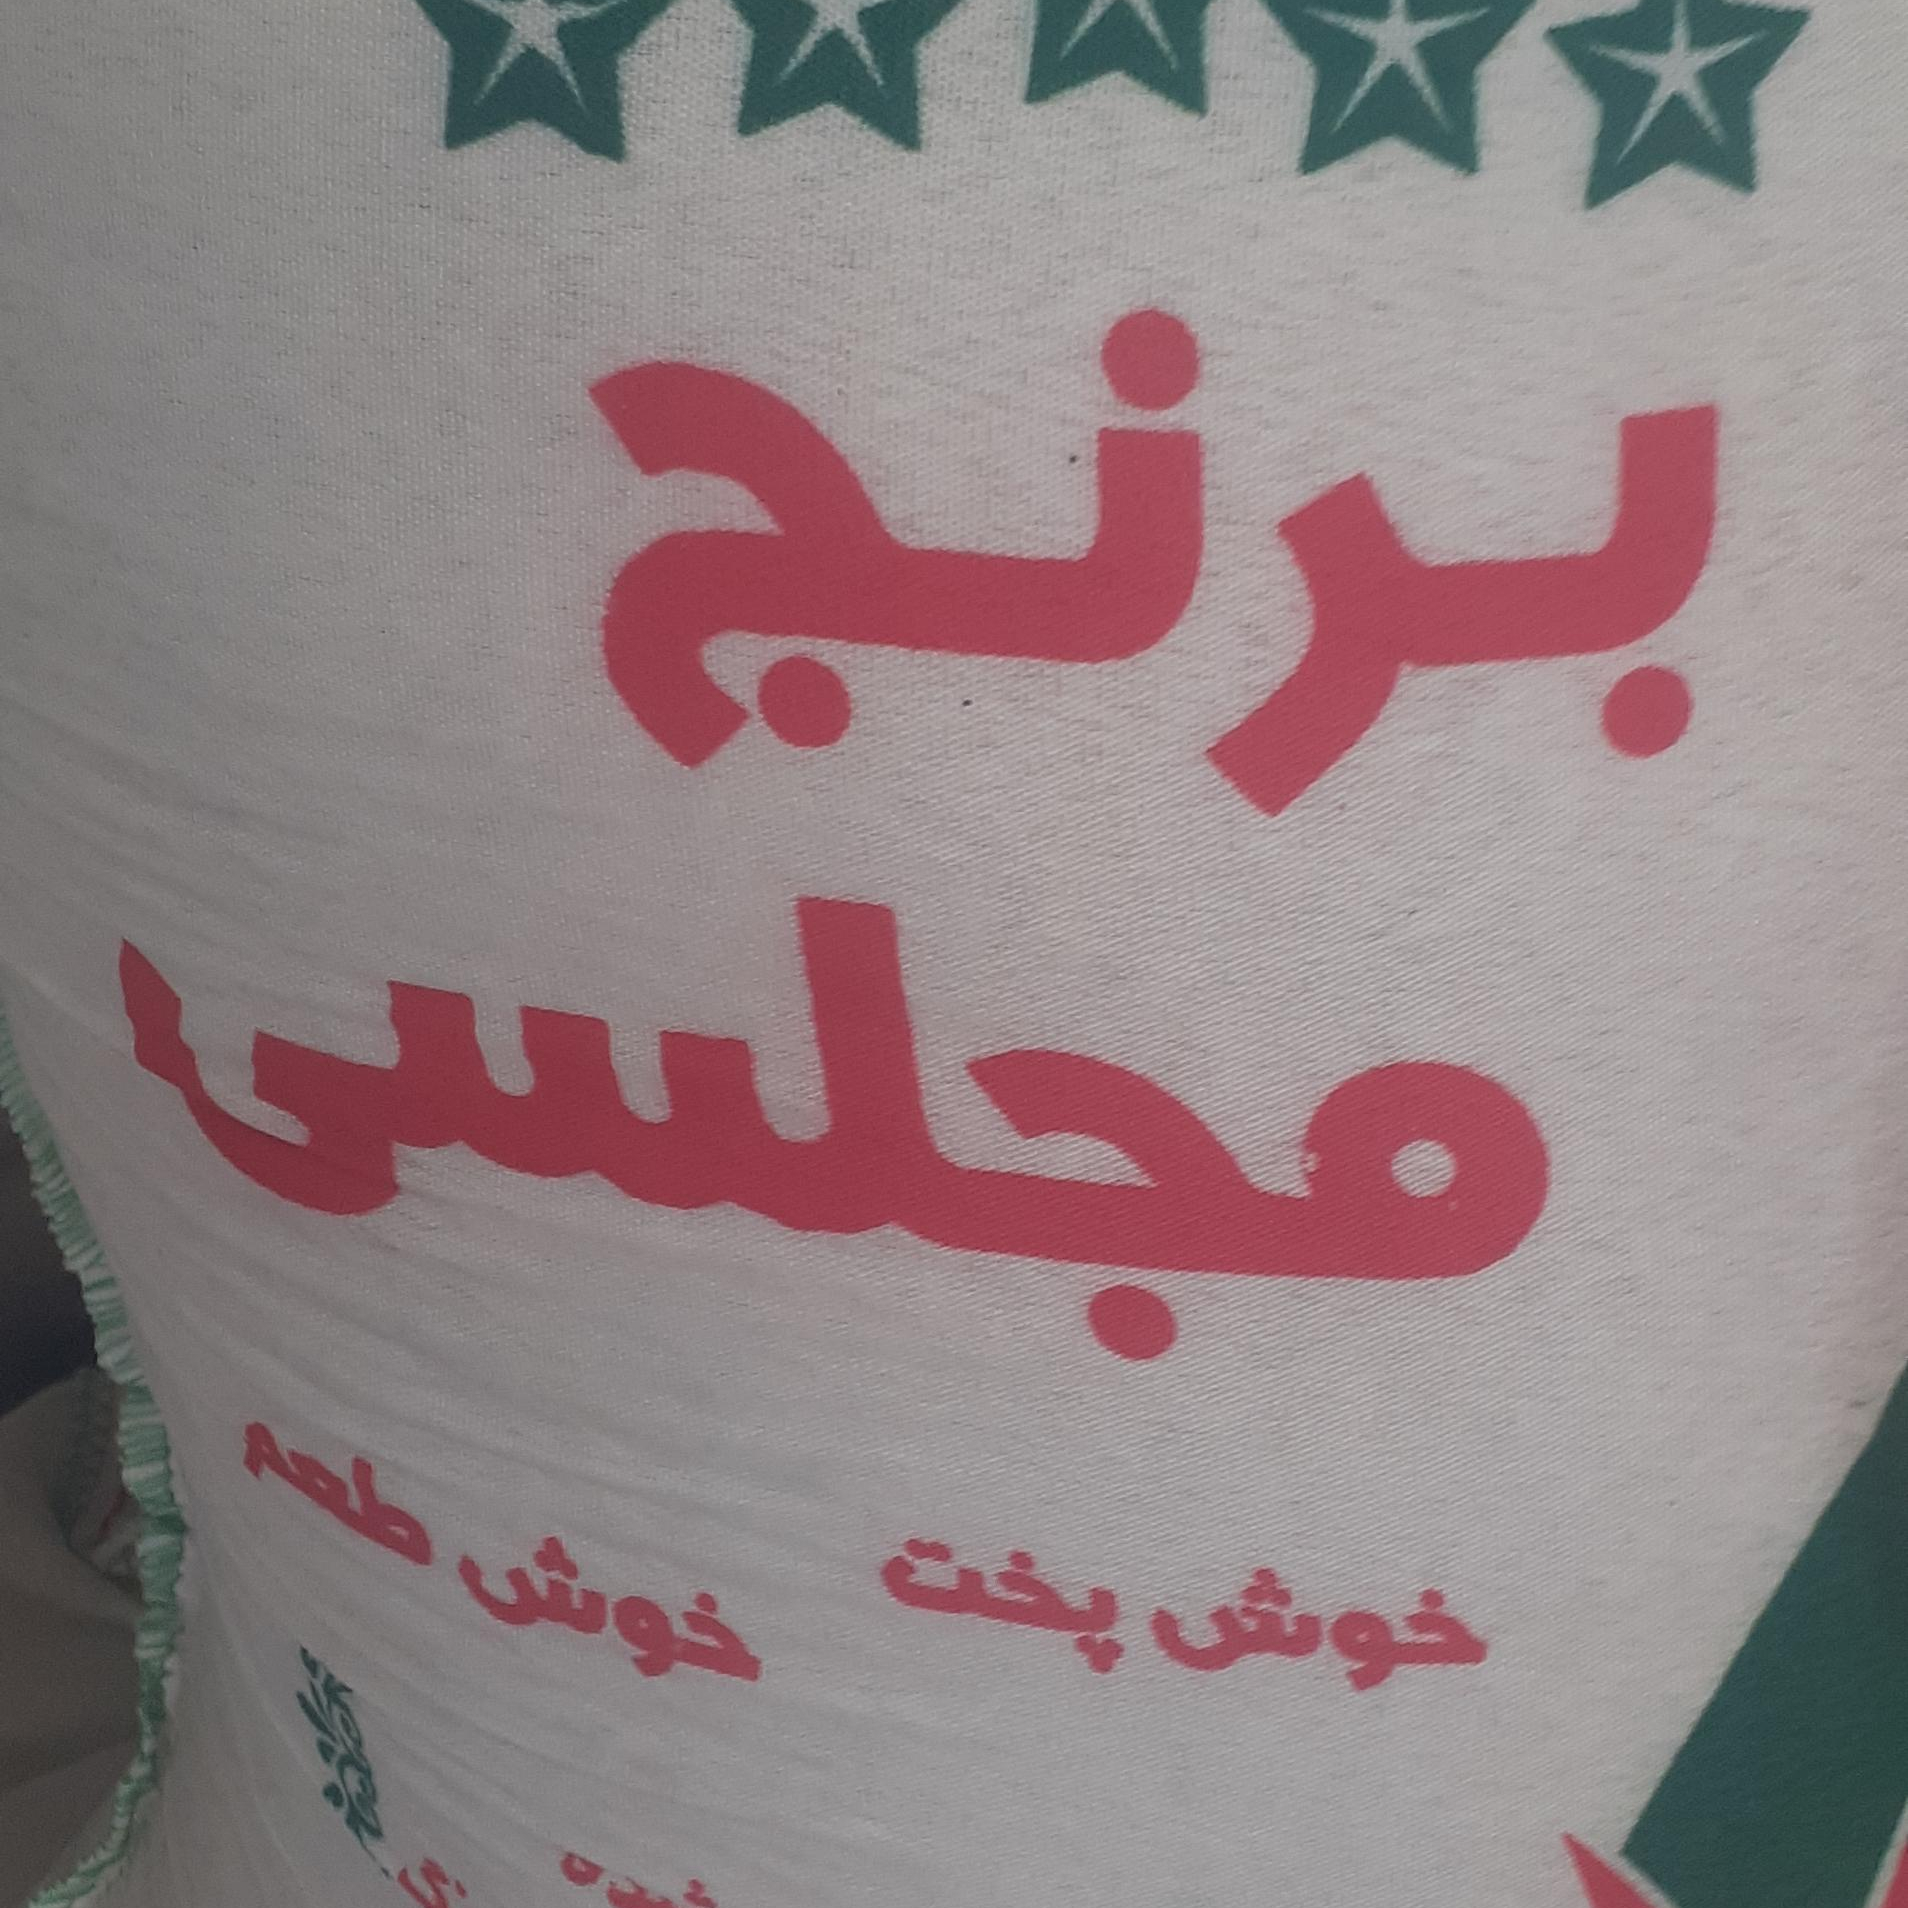 برنج
مجلسی
خوش پخت خوش طعم